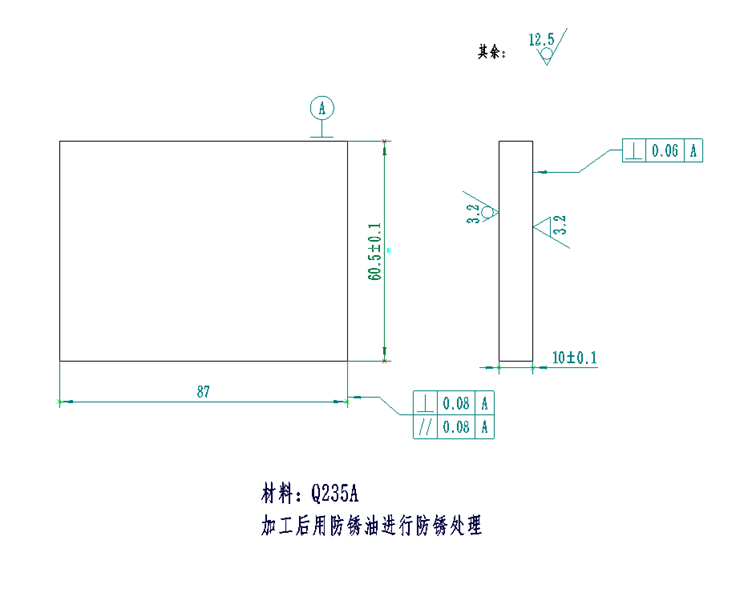 其余: 12.5
A
⊥ 0.06 A
3.2
3.2
60.5±0.1
10±0.1
87
⊥ 0.08 A
// 0.08 A
材料: Q235A
加工后用防锈油进行防锈处理